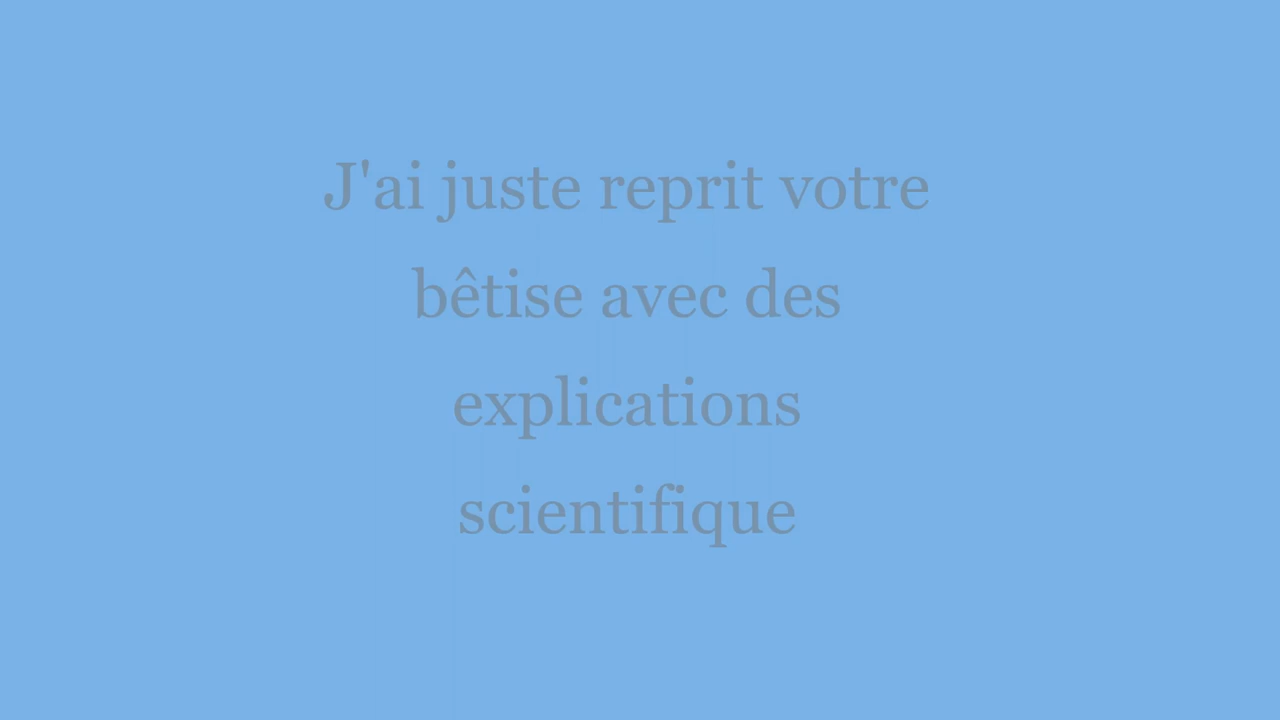 J'ai juste reprit votre
bêtise avec des
explications
scientifique